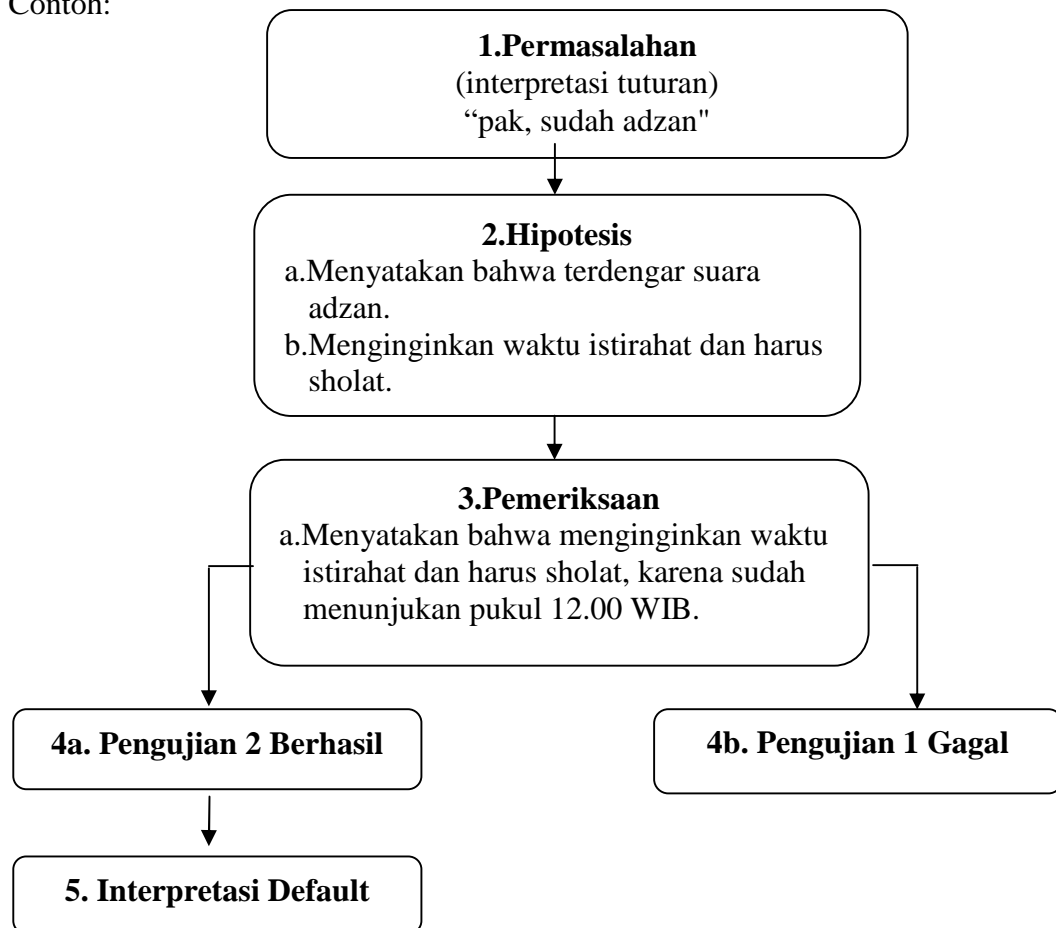 Contoh:
1.Permasalahan
(interpretasi tuturan)
“pak, sudah adzan"
2.Hipotesis
a.Menyatakan bahwa terdengar suara
adzan.
b.Menginginkan waktu istirahat dan harus
sholat.
3.Pemeriksaan
a.Menyatakan bahwa menginginkan waktu
istirahat dan harus sholat, karena sudah
menunjukan pukul 12.00 WIB.
4a. Pengujian 2 Berhasil
4b. Pengujian 1 Gagal
5. Interpretasi Default